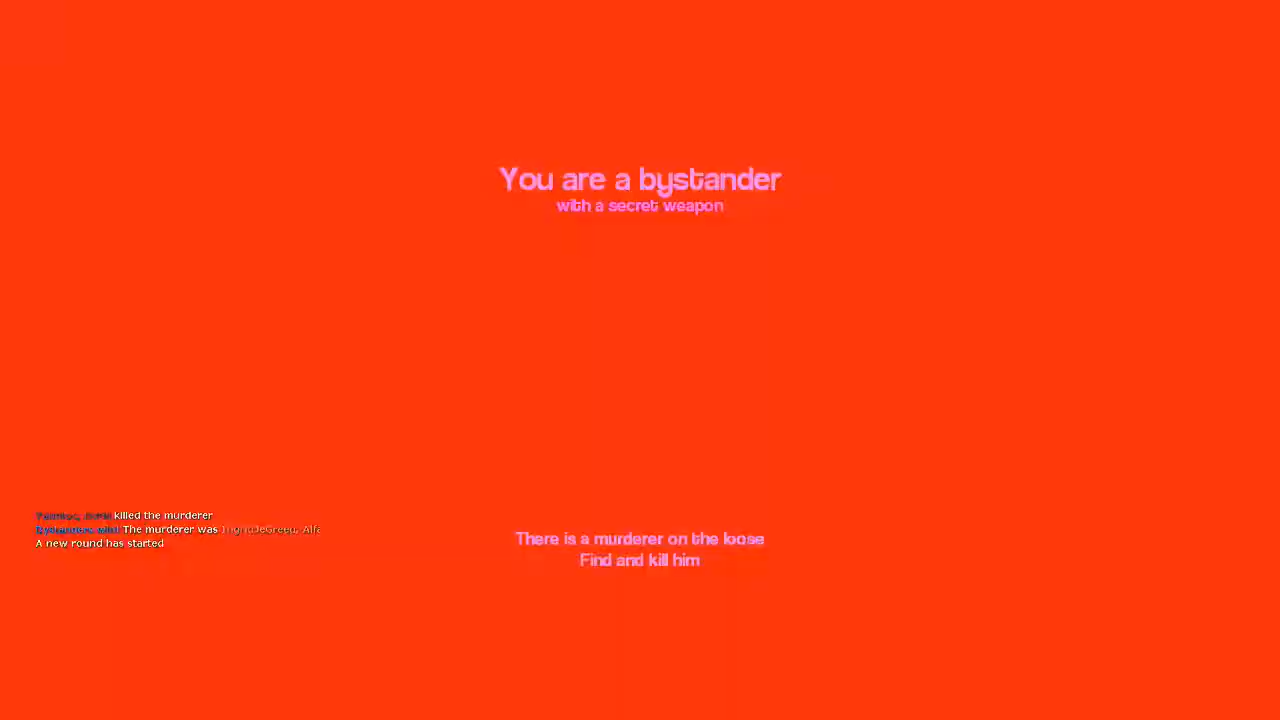 You are a bystander
with a secret weapon
killed the murderer
The murderer was
A new round has started
There is a murderer on the loose
Find and kill him